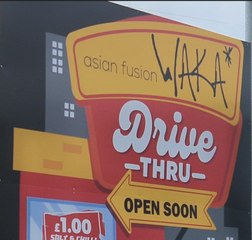 asian fusion
WAKA*
Drive
-THRU-
OPEN SOON
£1.00
SALT & CHILLI